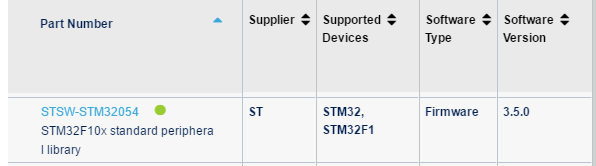 Part Number
Supplier
Supported
Devices
Software
Type
Software
Version
STSW-STM32054
STM32F10x standard periphera
l library
ST
STM32,
STM32F1
Firmware
3.5.0